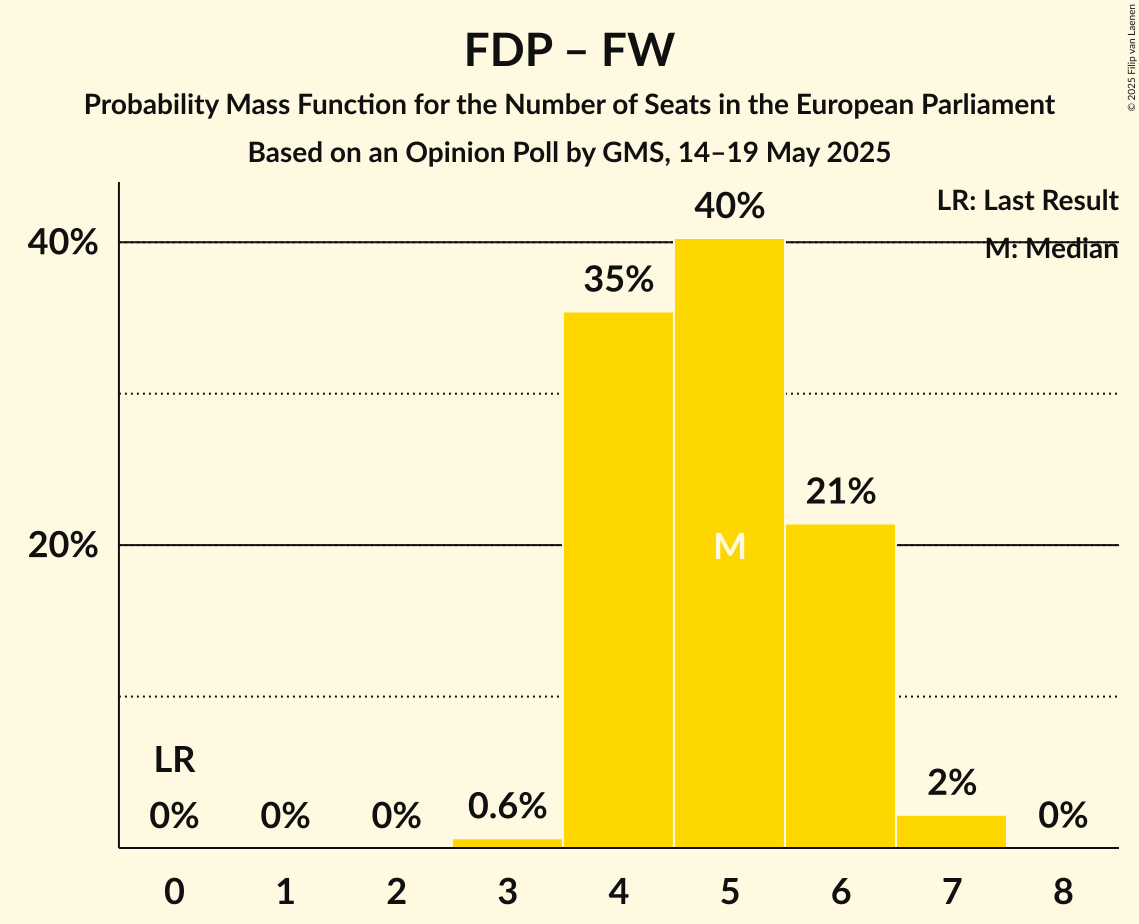 FDP – FW
Probability Mass Function for the Number of Seats in the European Parliament
Based on an Opinion Poll by GMS, 14–19 May 2025
© 2025 Filip van Laenen
LR: Last Result
M: Median
40%
20%
LR
0%
0%
0%
0.6%
35%
40%
M
21%
2%
0%
0 1 2 3 4 5 6 7 8